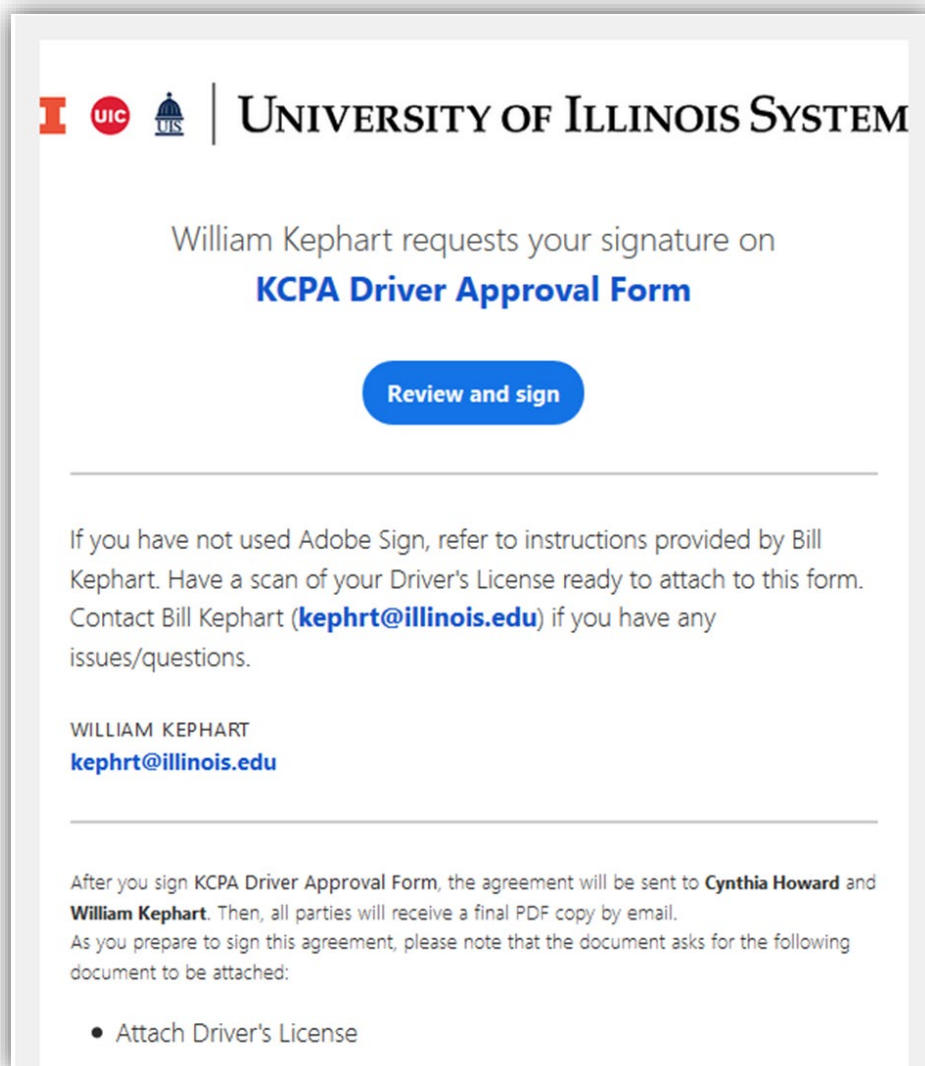 I UIC UIS UNIVERSITY OF ILLINOIS SYSTEM
William Kephart requests your signature on
KCPA Driver Approval Form
Review and sign
If you have not used Adobe Sign, refer to instructions provided by Bill
Kephart. Have a scan of your Driver's License ready to attach to this form.
Contact Bill Kephart (kephrt@illinois.edu) if you have any
issues/questions.
WILLIAM KEPHART
kephrt@illinois.edu
After you sign KCPA Driver Approval Form, the agreement will be sent to Cynthia Howard and
William Kephart. Then, all parties will receive a final PDF copy by email.
As you prepare to sign this agreement, please note that the document asks for the following
document to be attached:
• Attach Driver's License